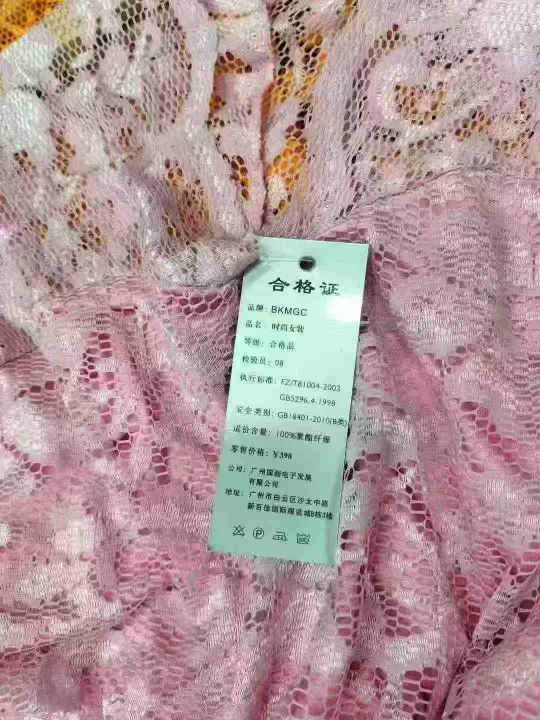 合格证
品牌: BKMGC
品名: 时尚女装
等级: 合格品
检验员: 08
执行标准: FZ/T81004-2003
GB5296.4-1998
安全类别: GB18401-2010(B类)
成份含量: 100%聚酯纤维
零售价格: ¥398
公司: 广州国朗电子发展
有限公司
地址: 广州市白云区沙太中路
新百佳国际服装城B栋3楼